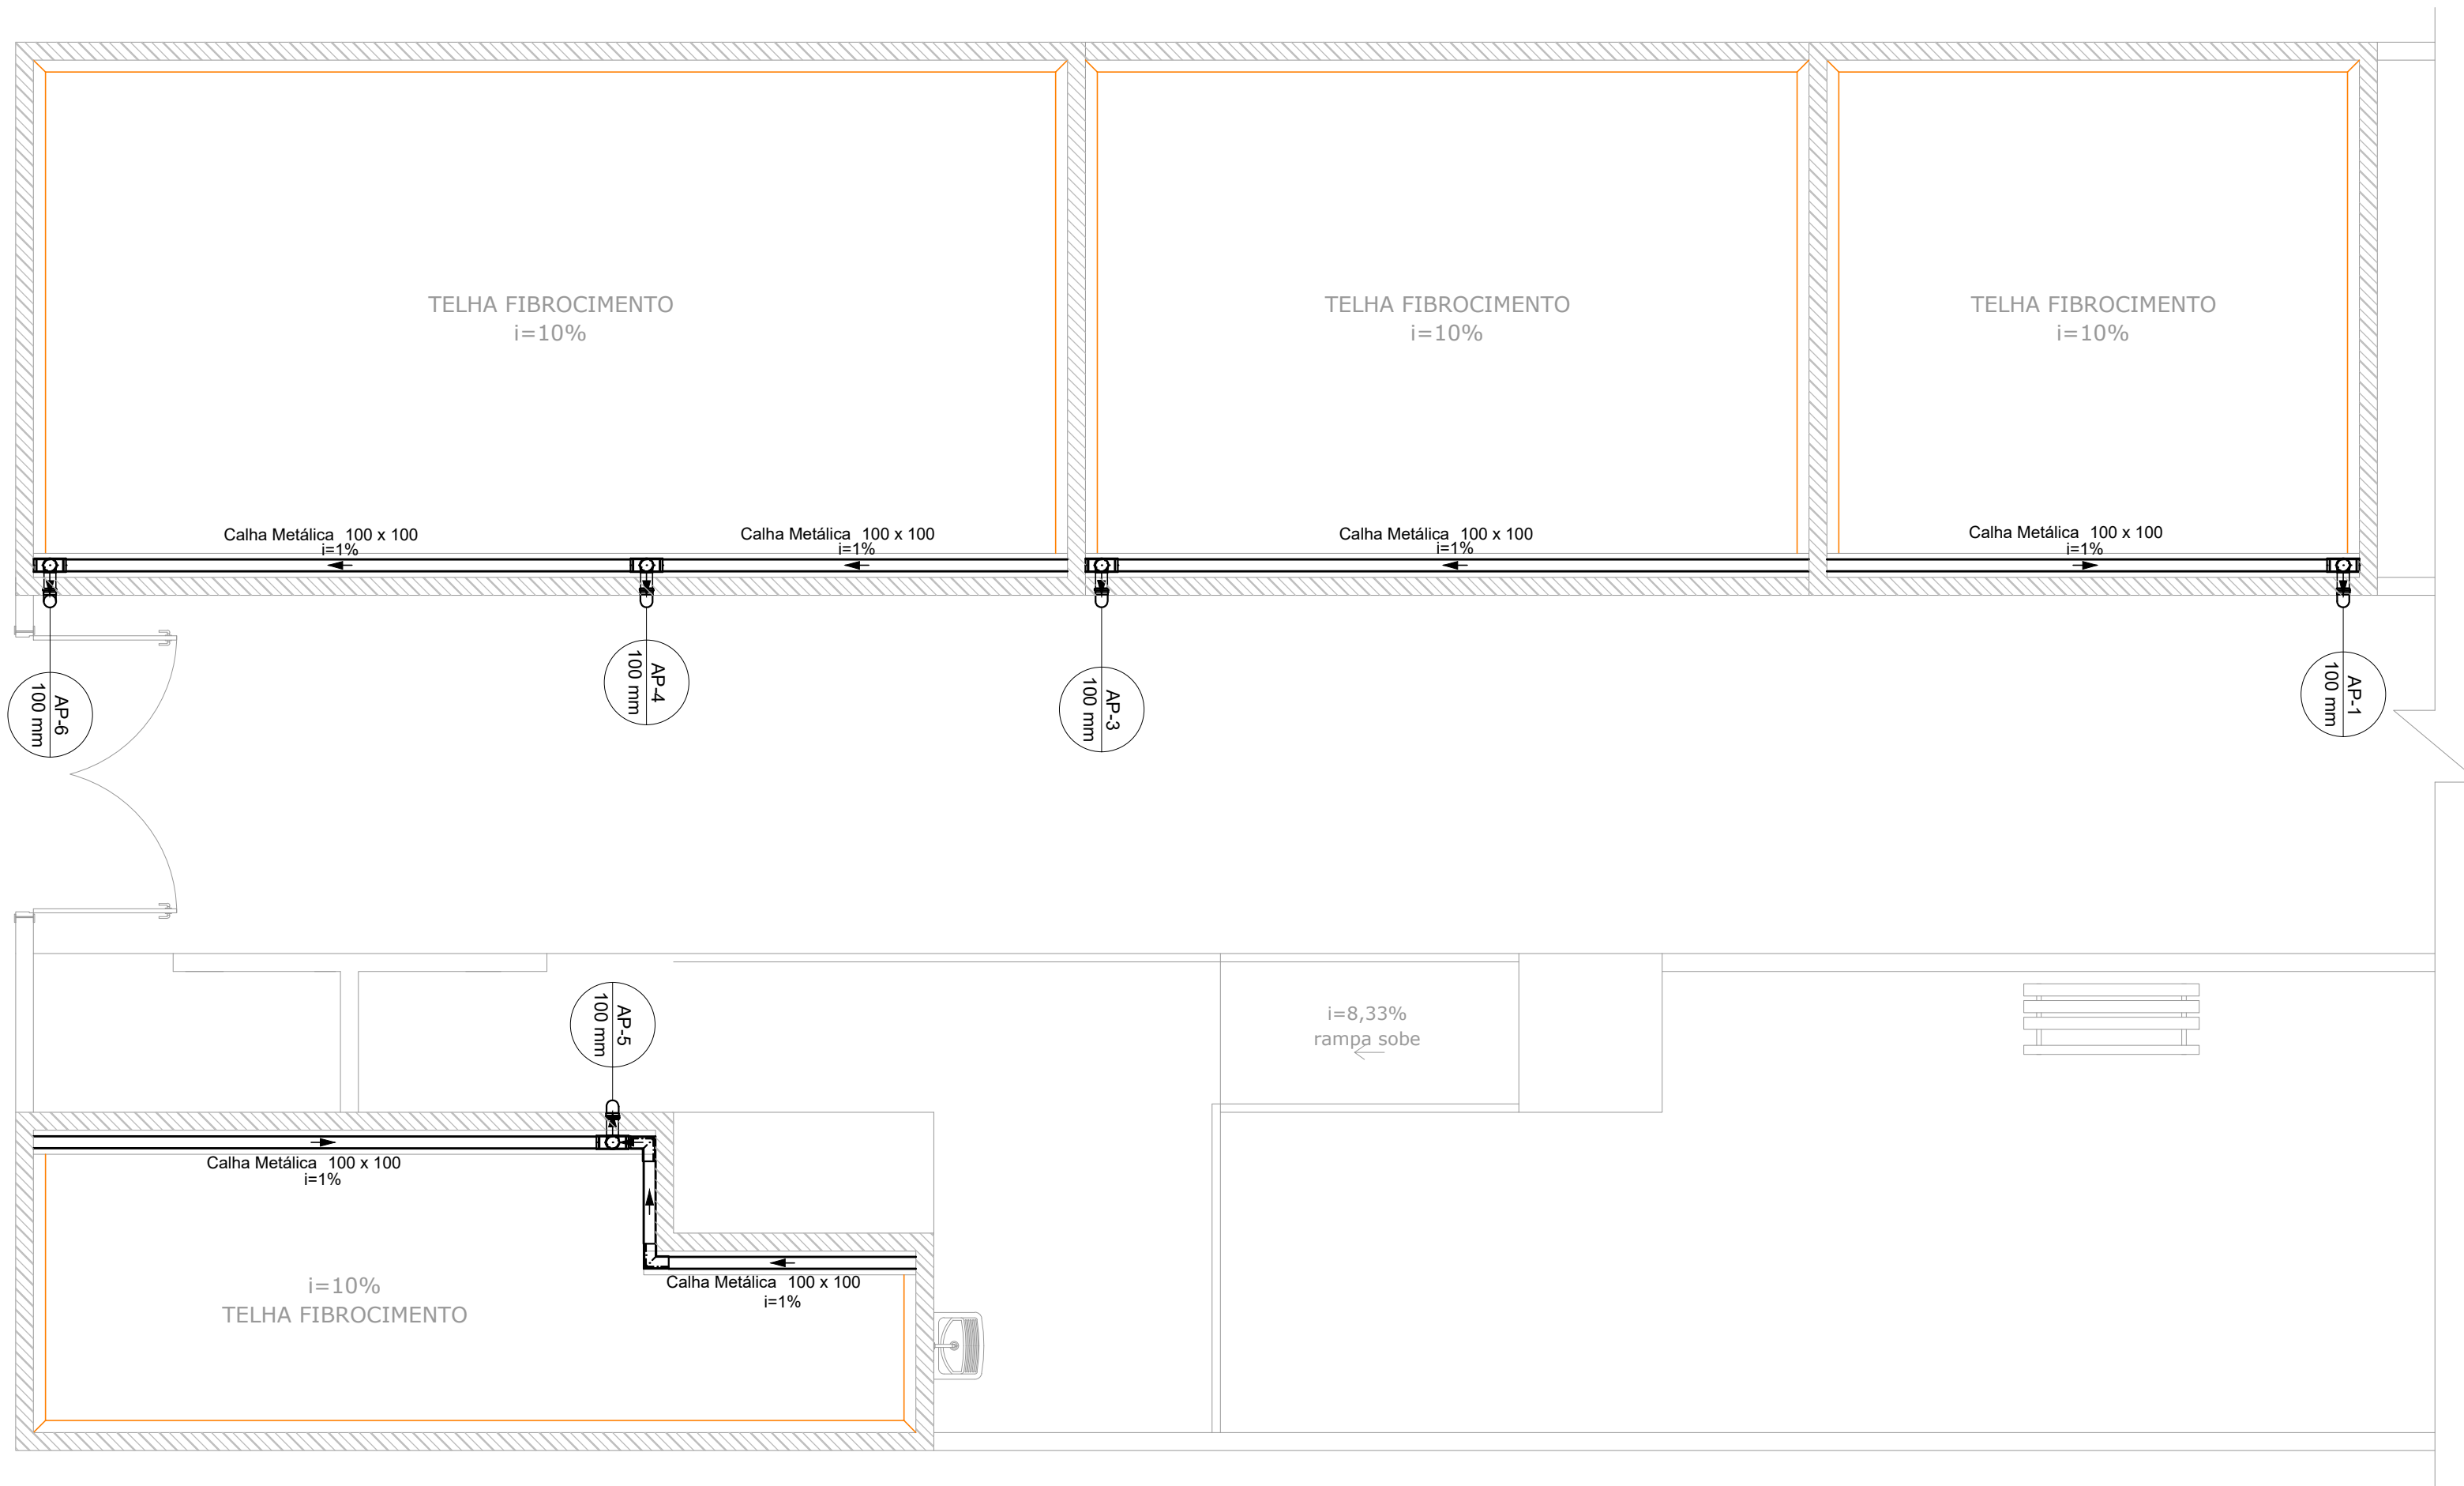 TELHA FIBROCIMENTO
i=10%
TELHA FIBROCIMENTO
i=10%
TELHA FIBROCIMENTO
i=10%
Calha Metálica 100 x 100
i=1%
Calha Metálica 100 x 100
i=1%
Calha Metálica 100 x 100
i=1%
Calha Metálica 100 x 100
i=1%
AP-6
100 mm
AP-4
100 mm
AP-3
100 mm
AP-1
100 mm
AP-5
100 mm
i=8,33%
rampa sobe
Calha Metálica 100 x 100
i=1%
Calha Metálica 100 x 100
i=1%
i=10%
TELHA FIBROCIMENTO